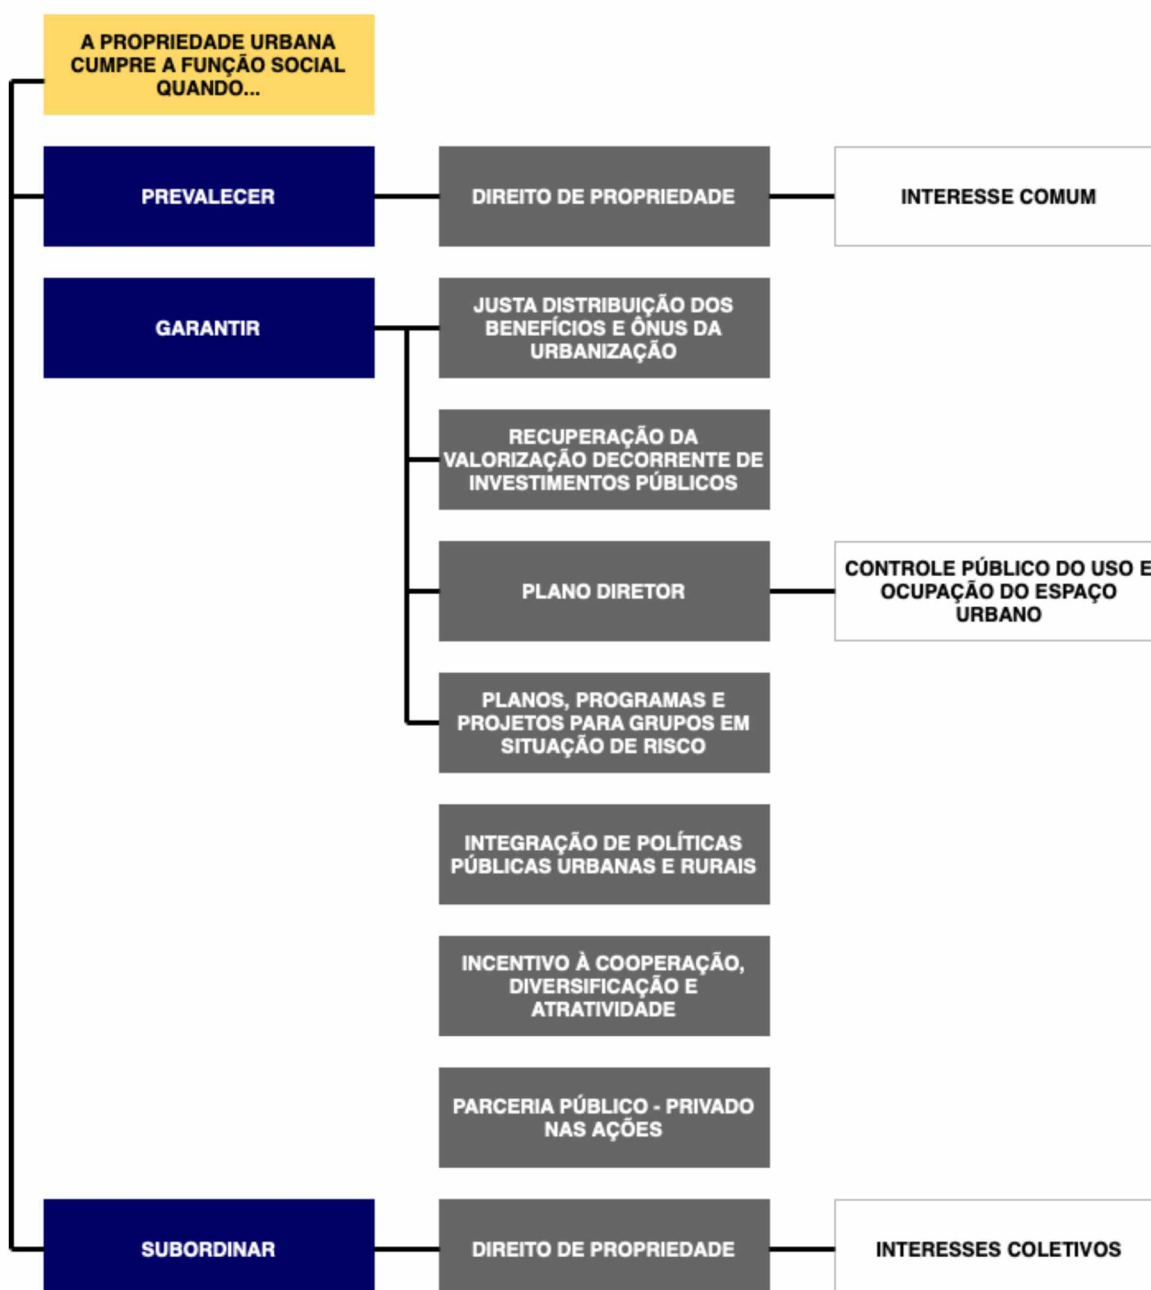 A PROPRIEDADE URBANA
CUMPRE A FUNÇÃO SOCIAL
QUANDO...
PREVALECER
DIREITO DE PROPRIEDADE
INTERESSE COMUM
GARANTIR
JUSTA DISTRIBUIÇÃO DOS
BENEFÍCIOS E ÔNUS DA
URBANIZAÇÃO
RECUPERAÇÃO DA
VALORIZAÇÃO DECORRENTE DE
INVESTIMENTOS PÚBLICOS
PLANO DIRETOR
CONTROLE PÚBLICO DO USO E
OCUPAÇÃO DO ESPAÇO
URBANO
PLANOS, PROGRAMAS E
PROJETOS PARA GRUPOS EM
SITUAÇÃO DE RISCO
INTEGRAÇÃO DE POLÍTICAS
PÚBLICAS URBANAS E RURAIS
INCENTIVO À COOPERAÇÃO,
DIVERSIFICAÇÃO E
ATRATIVIDADE
PARCERIA PÚBLICO - PRIVADO
NAS AÇÕES
SUBORDINAR
DIREITO DE PROPRIEDADE
INTERESSES COLETIVOS